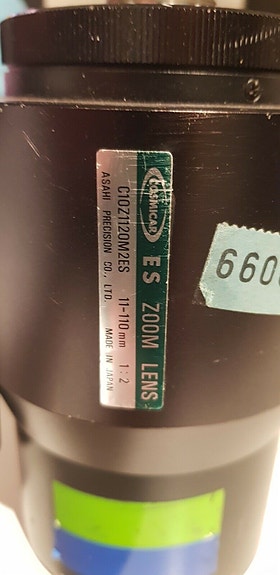 COSMICAR ES ZOOM LENS
C10Z1120M2ES 11-110mm 1:2
ASAHI PRECISION CO., LTD. MADE IN JAPAN
660